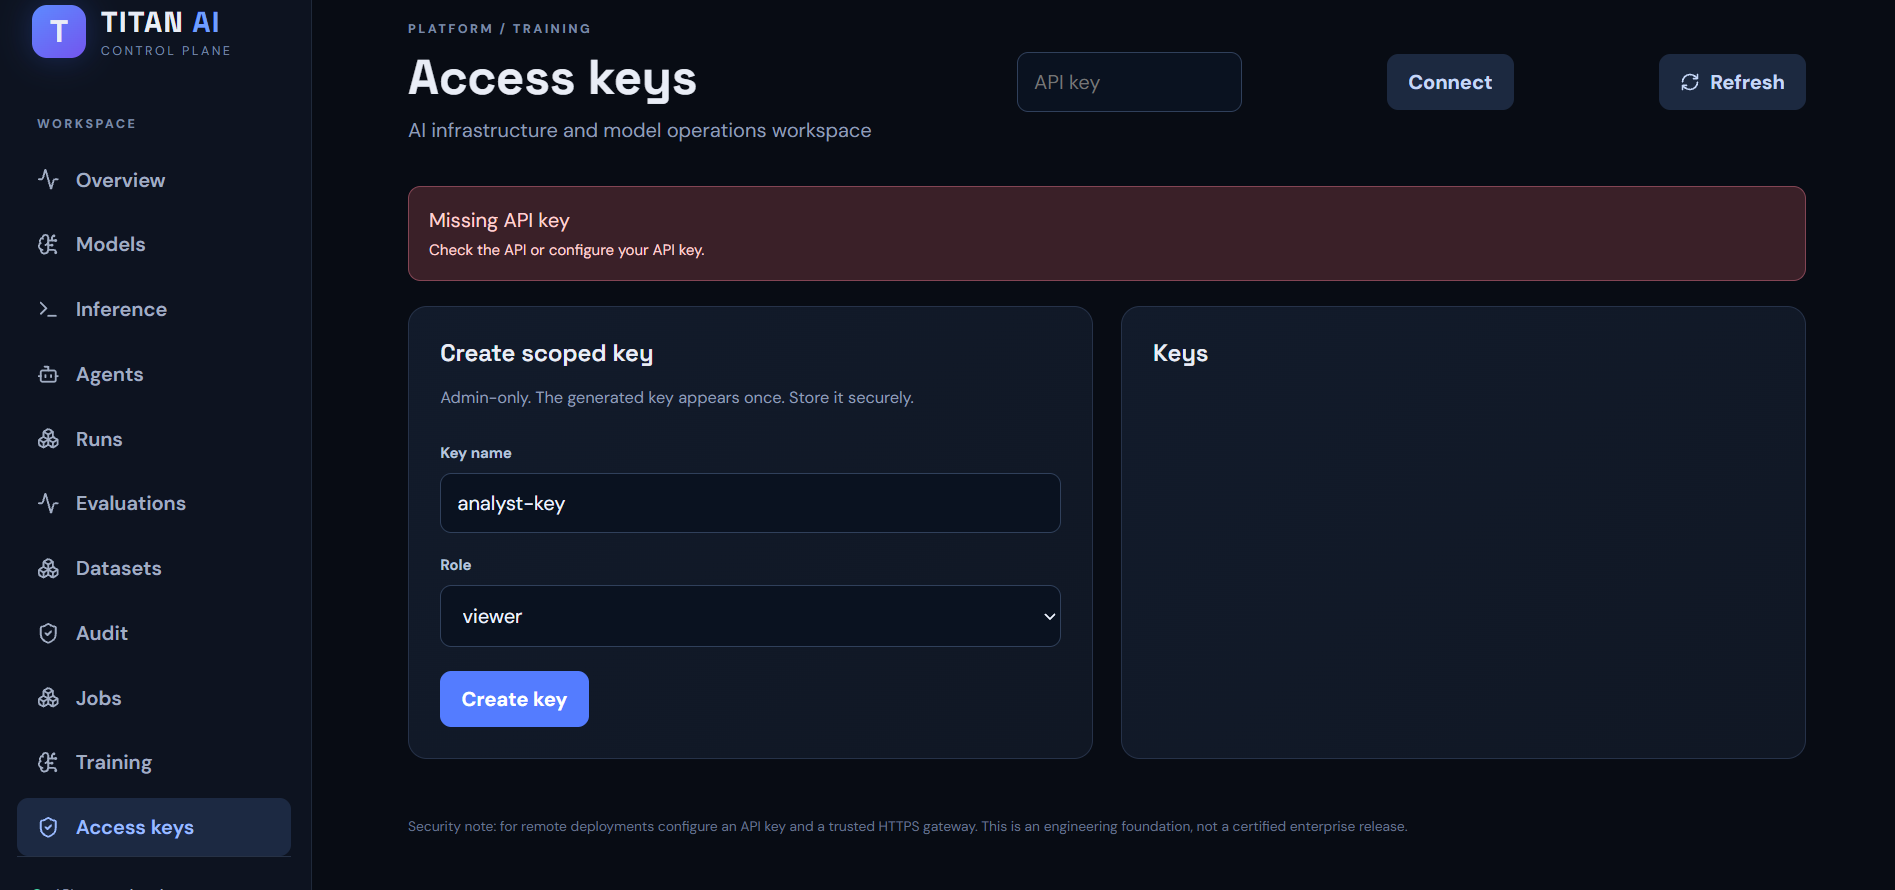 T
TITAN AI
CONTROL PLANE
WORKSPACE
Overview
Models
Inference
Agents
Runs
Evaluations
Datasets
Audit
Jobs
Training
Access keys
PLATFORM / TRAINING
Access keys
AI infrastructure and model operations workspace
API key
Connect
Refresh
Missing API key
Check the API or configure your API key.
Create scoped key
Admin-only. The generated key appears once. Store it securely.
Key name
analyst-key
Role
viewer
Create key
Keys
Security note: for remote deployments configure an API key and a trusted HTTPS gateway. This is an engineering foundation, not a certified enterprise release.